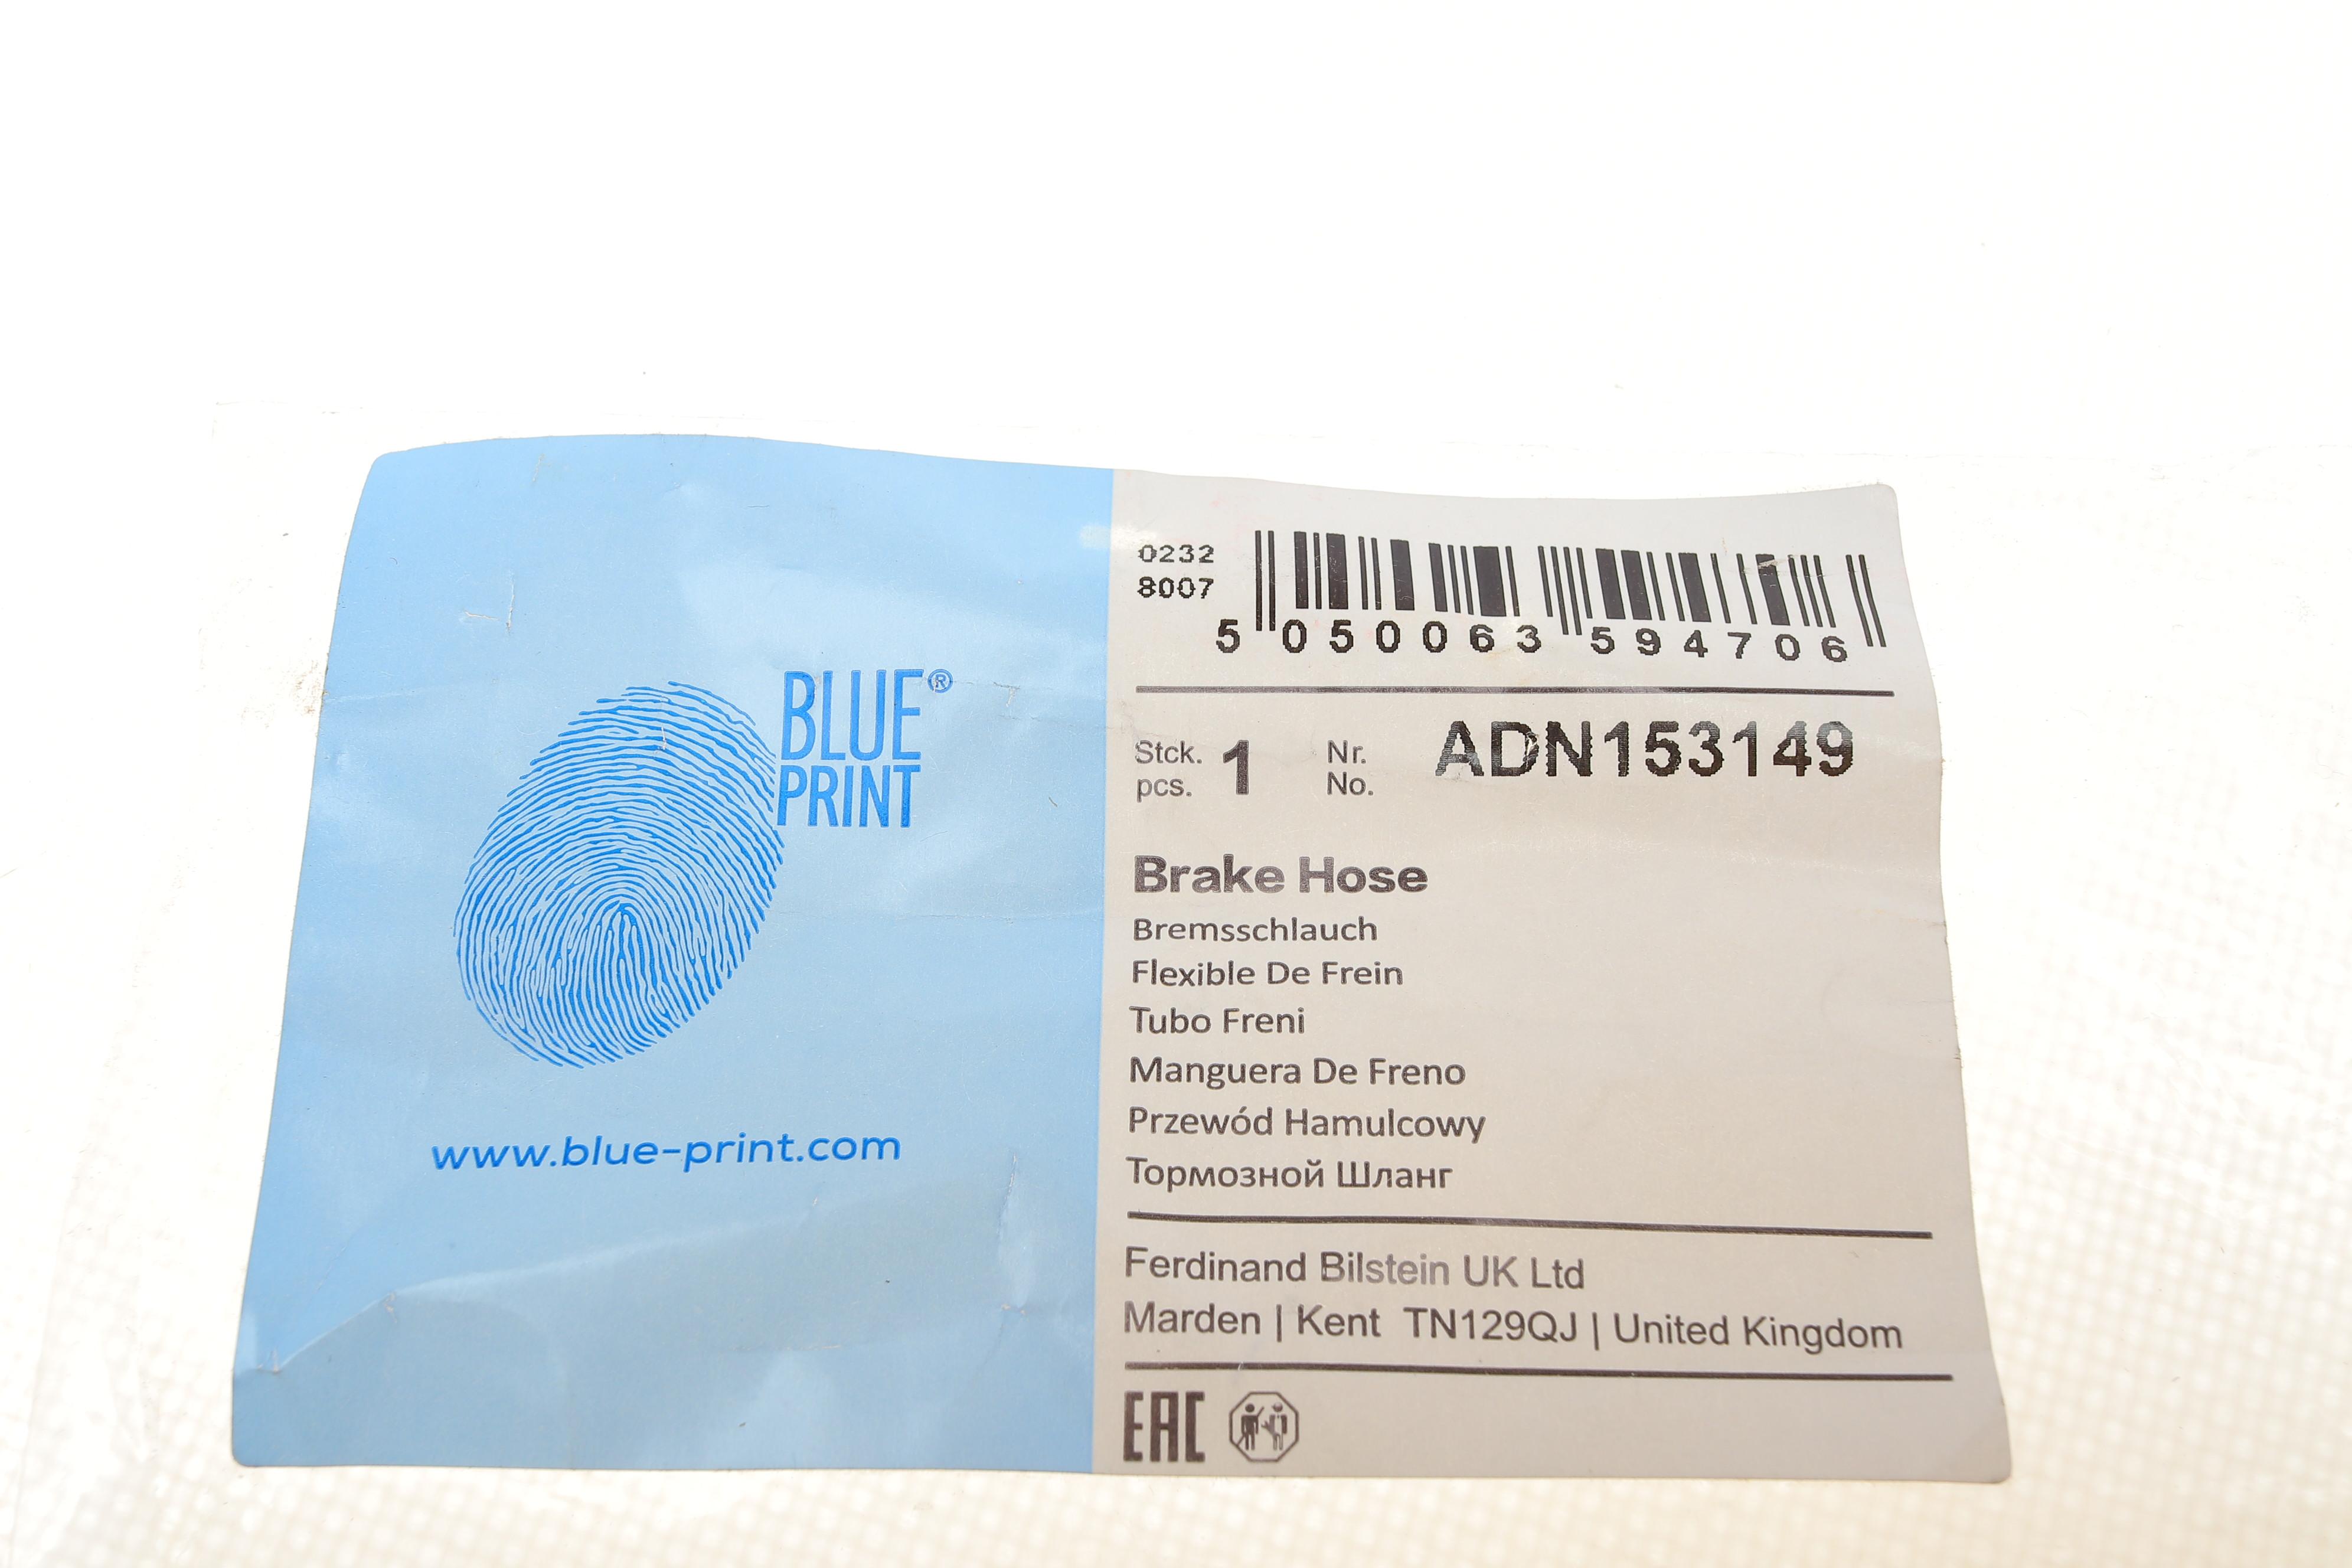 BLUE®
PRINT
www.blue-print.com
0232
8007
5 050063 594706
Stck. 1 Nr. ADN153149
pcs. No.
Brake Hose
Bremsschlauch
Flexible De Frein
Tubo Freni
Manguera De Freno
Przewód Hamulcowy
Тормозной Шланг
Ferdinand Bilstein UK Ltd
Marden | Kent TN129QJ | United Kingdom
EAC